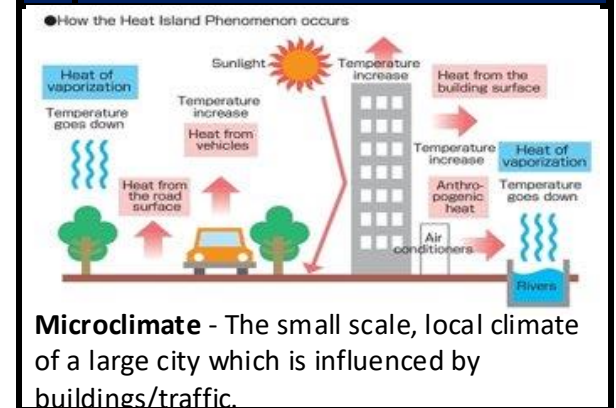 ●How the Heat Island Phenomenon occurs
Sunlight
Temperature
increase
Heat of
vaporization
Temperature
goes down
Temperature
increase
Heat from
vehicles
Heat from
the road
surface
Heat from the
building surface
Temperature
increase
Heat of
vaporization
Anthro-
pogenic
heat
Temperature
goes down
Air
conditioners
Rivers
Microclimate - The small scale, local climate
of a large city which is influenced by
buildings/traffic.